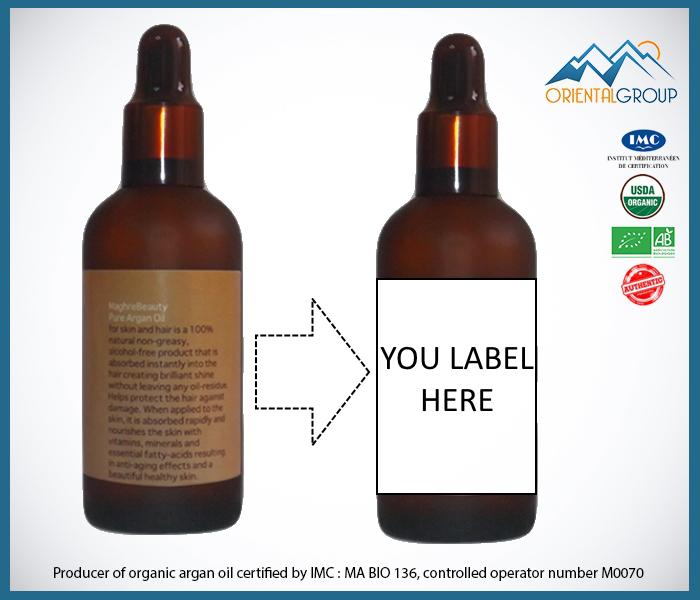 ORIENTALGROUP
IMC
INSTITUT MÉDITERRANÉEN
DE CERTIFICATION
USDA
ORGANIC
AB
AGRICULTURE
BIOLOGIQUE
AUTHENTIC
MaghreBeauty
Pure Argan Oil
for skin and hair is a 100%
natural non-greasy,
alcohol-free product that is
absorbed instantly into the
hair creating brilliant shine
without leaving any oil-residue.
Helps protect the hair against
damage. When applied to the
skin, it is absorbed rapidly and
nourishes the skin with
vitamins, minerals and
essential fatty-acids resulting
in anti-aging effects and a
beautiful healthy skin.
YOU LABEL
HERE
Producer of organic argan oil certified by IMC : MA BIO 136, controlled operator number M0070